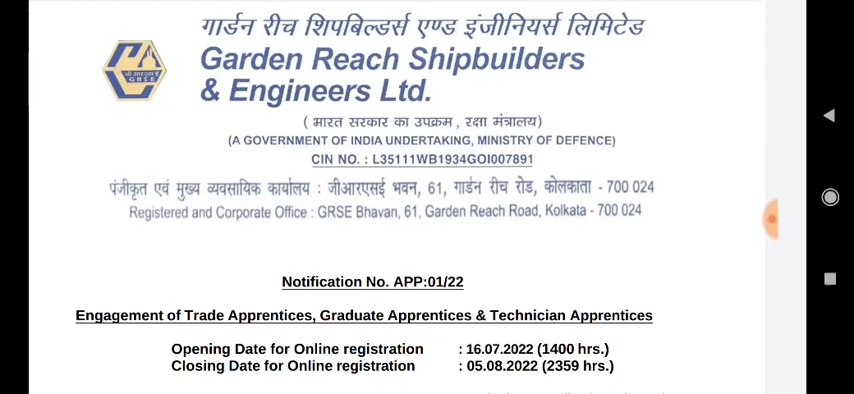 गार्डन रीच शिपबिल्डर्स एण्ड इंजीनियर्स लिमिटेड
Garden Reach Shipbuilders
& Engineers Ltd.
जी आर एस ई
GRSE
( भारत सरकार का उपक्रम , रक्षा मंत्रालय)
(A GOVERNMENT OF INDIA UNDERTAKING, MINISTRY OF DEFENCE)
CIN NO. : L35111WB1934GOI007891
पंजीकृत एवं मुख्य व्यवसायिक कार्यालय : जीआरएसई भवन, 61, गार्डन रीच रोड, कोलकाता - 700 024
Registered and Corporate Office : GRSE Bhavan, 61, Garden Reach Road, Kolkata - 700 024
Notification No. APP:01/22
Engagement of Trade Apprentices, Graduate Apprentices & Technician Apprentices
Opening Date for Online registration : 16.07.2022 (1400 hrs.)
Closing Date for Online registration : 05.08.2022 (2359 hrs.)